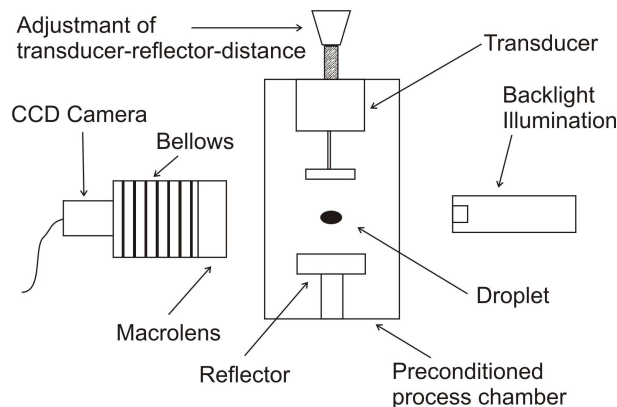 Adjustmant of
transducer-reflector-distance
Transducer
Backlight
Illumination
CCD Camera
Bellows
Droplet
Macrolens
Reflector
Preconditioned
process chamber